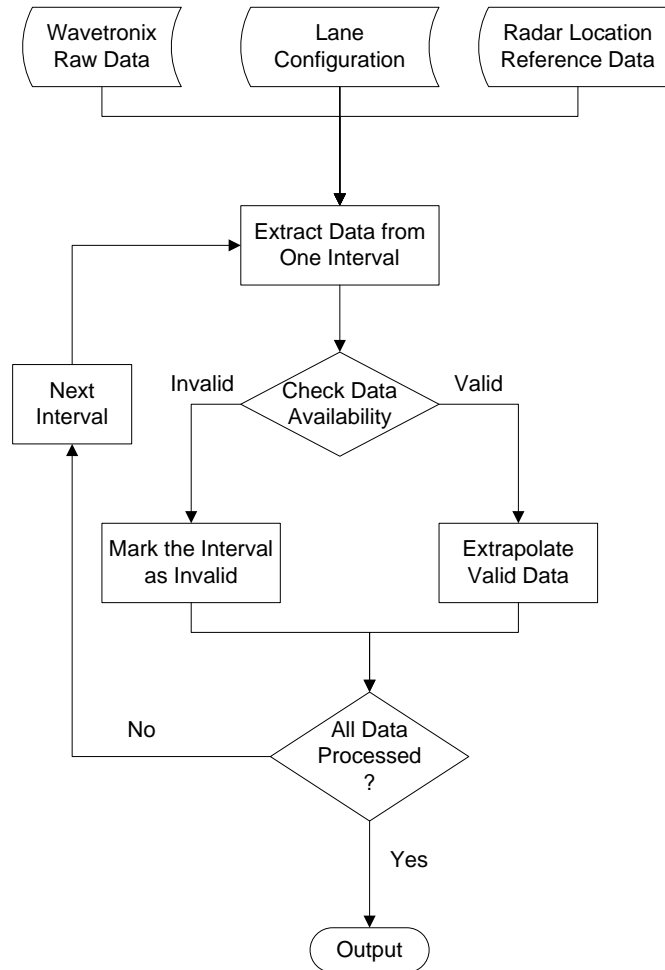 Wavetronix
Raw Data
Lane
Configuration
Radar Location
Reference Data
Extract Data from
One Interval
Next
Interval
Invalid
Check Data
Availability
Valid
Mark the Interval
as Invalid
Extrapolate
Valid Data
No
All Data
Processed
?
Yes
Output